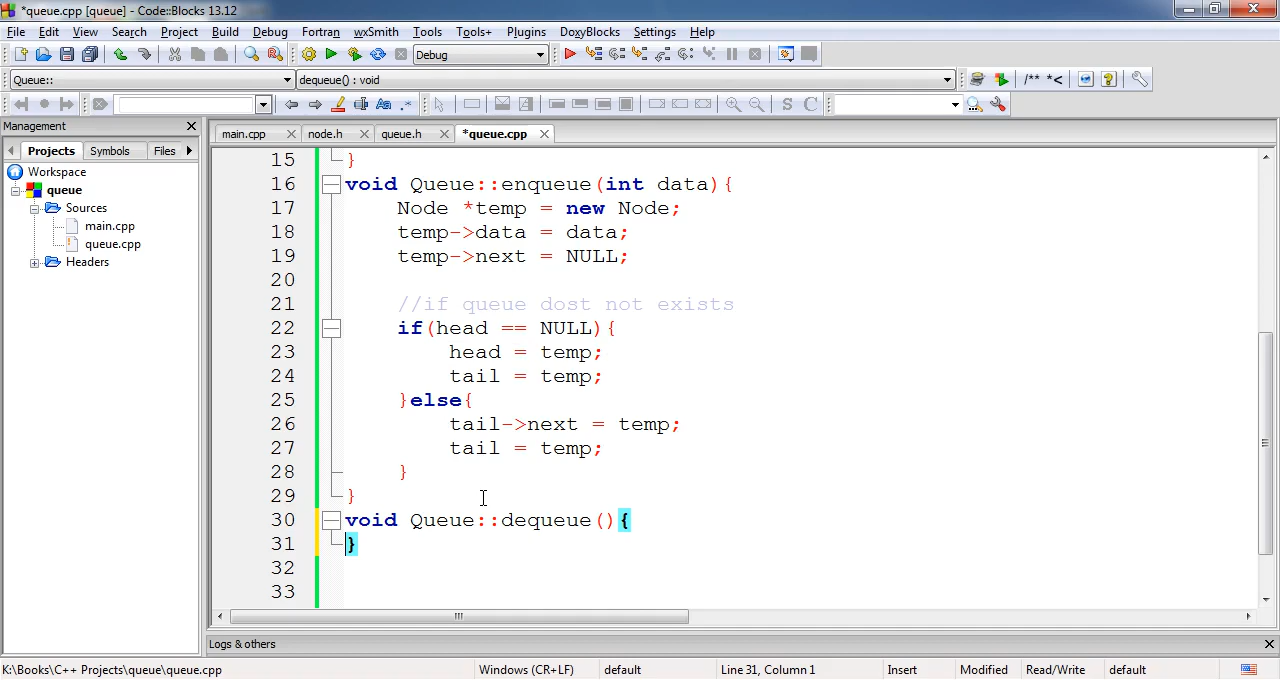 *queue.cpp [queue] - Code::Blocks 13.12
File Edit View Search Project Build Debug Fortran wxSmith Tools Tools+ Plugins DoxyBlocks Settings Help
Debug
Queue:: dequeue() : void /** *<
Aa .* S C
Management
Projects Symbols Files
main.cpp node.h queue.h *queue.cpp
Workspace
queue
Sources
main.cpp
queue.cpp
Headers
15 }
16 void Queue::enqueue(int data){
17 Node *temp = new Node;
18 temp->data = data;
19 temp->next = NULL;
20
21 //if queue dost not exists
22 if(head == NULL){
23 head = temp;
24 tail = temp;
25 }else{
26 tail->next = temp;
27 tail = temp;
28 }
29 }
30 void Queue::dequeue(){
31 }
32
33
Logs & others
K:\Books\C++ Projects\queue\queue.cpp Windows (CR+LF) default Line 31, Column 1 Insert Modified Read/Write default